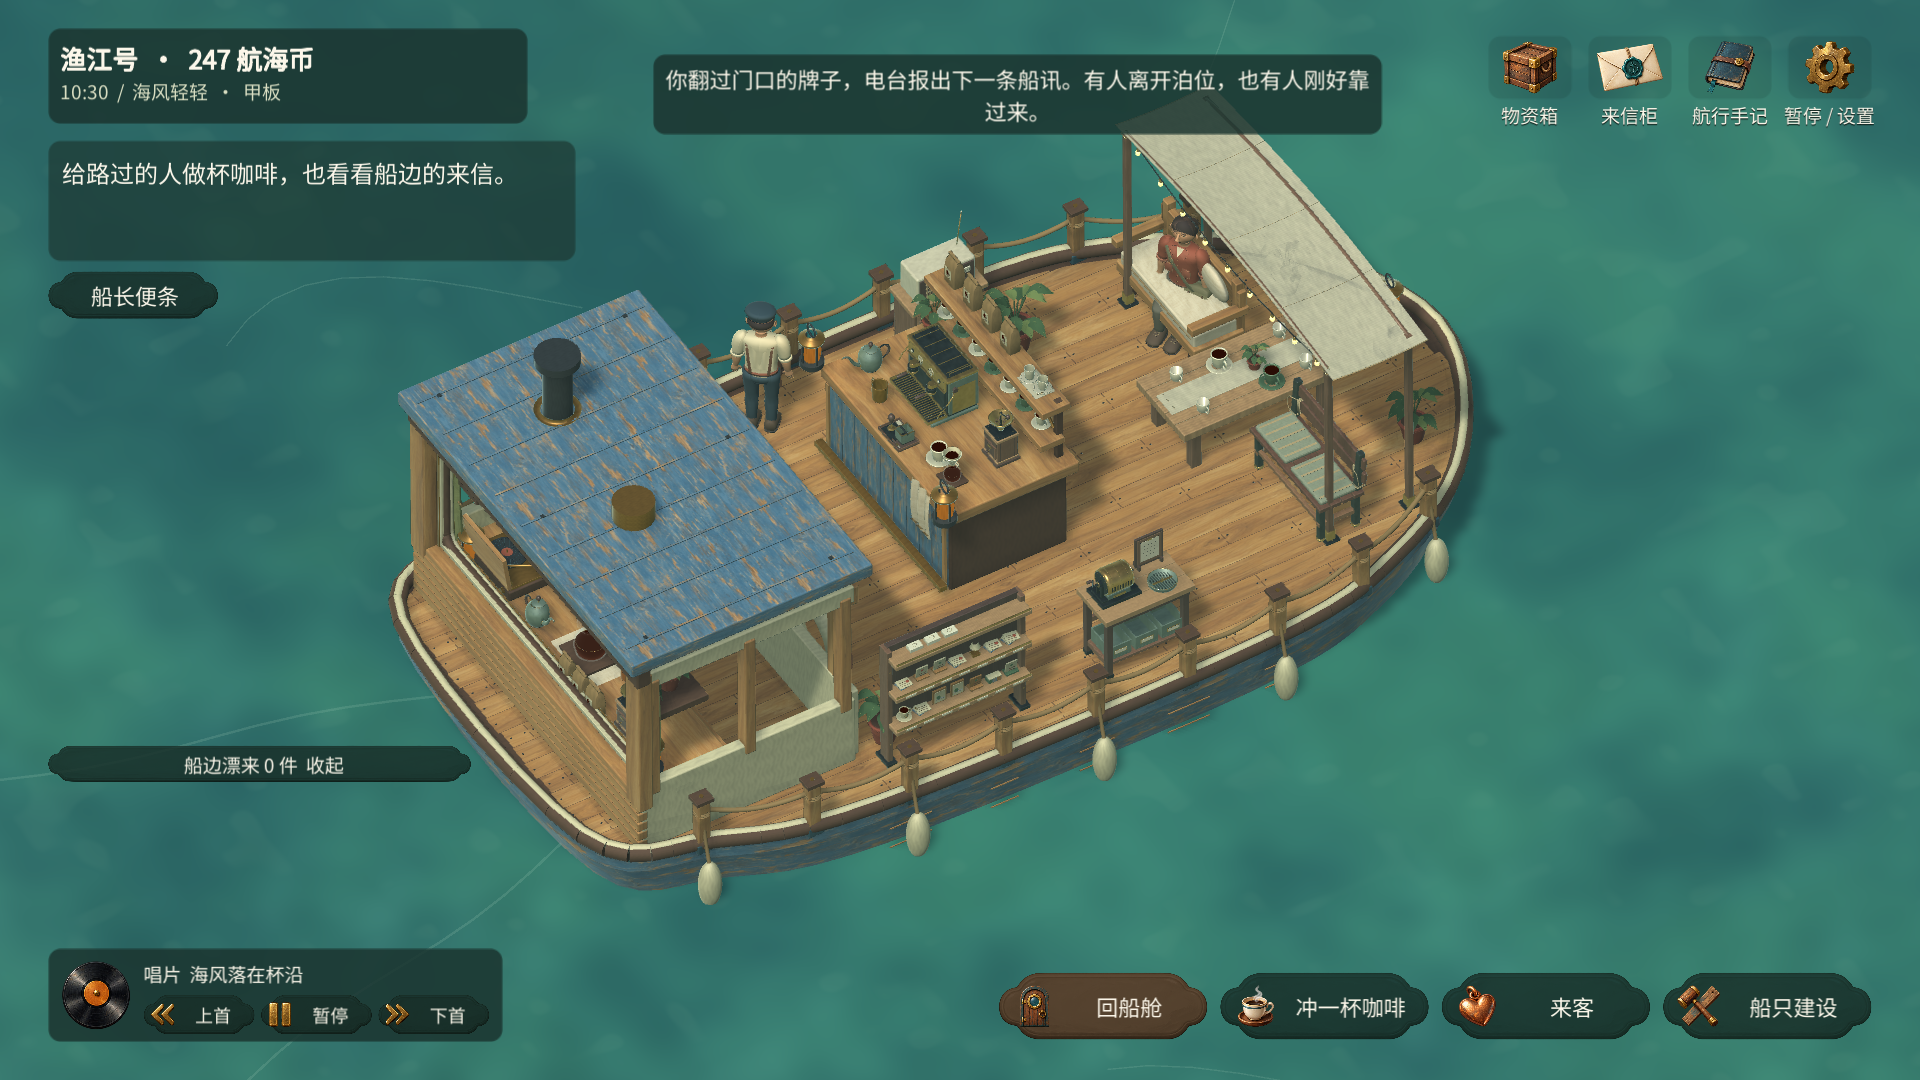 渔江号 · 247 航海币
10:30 / 海风轻轻 · 甲板
给路过的人做杯咖啡，也看看船边的来信。
船长便条
你翻过门口的牌子，电台报出下一条船讯。有人离开泊位，也有人刚好靠
过来。
物资箱
来信柜
航行手记
暂停 / 设置
船边漂来 0 件 收起
唱片 海风落在杯沿
上首
暂停
下首
回船舱
冲一杯咖啡
来客
船只建设